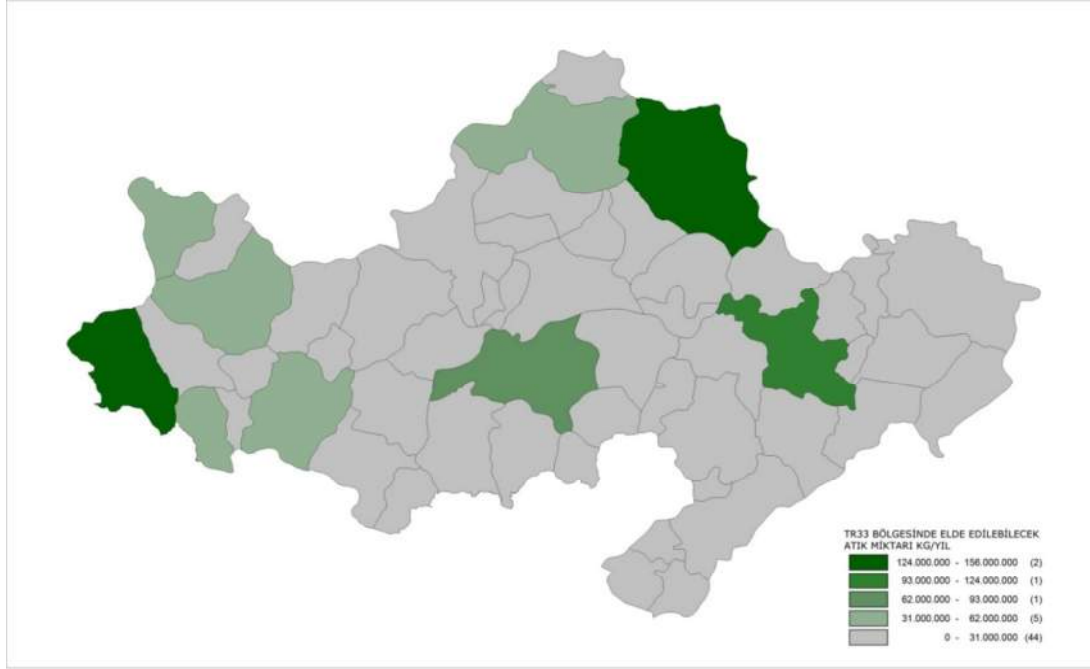 TR33 BÖLGESİNDE ELDE EDİLEBİLECEK
ATIK MİKTARI KG/YIL
124.000.000 - 156.000.000 (2)
93.000.000 - 124.000.000 (1)
62.000.000 - 93.000.000 (1)
31.000.000 - 62.000.000 (5)
0 - 31.000.000 (44)